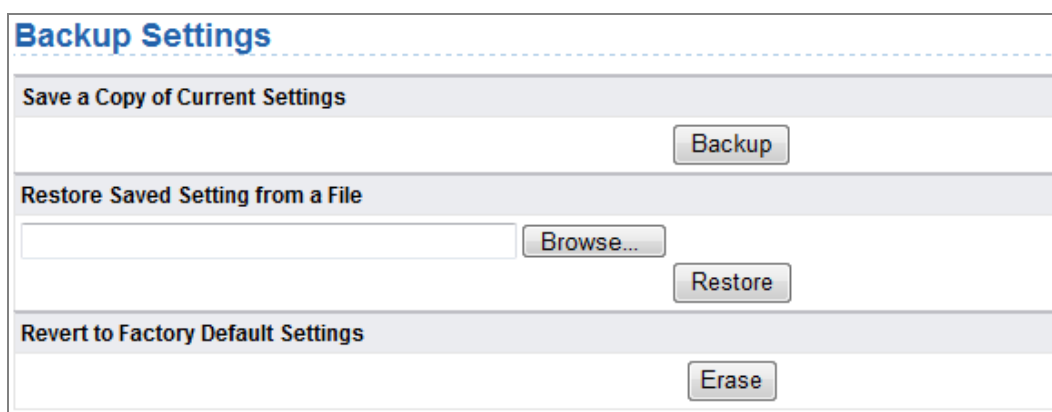 Backup Settings
Save a Copy of Current Settings
Backup
Restore Saved Setting from a File
Browse...
Restore
Revert to Factory Default Settings
Erase